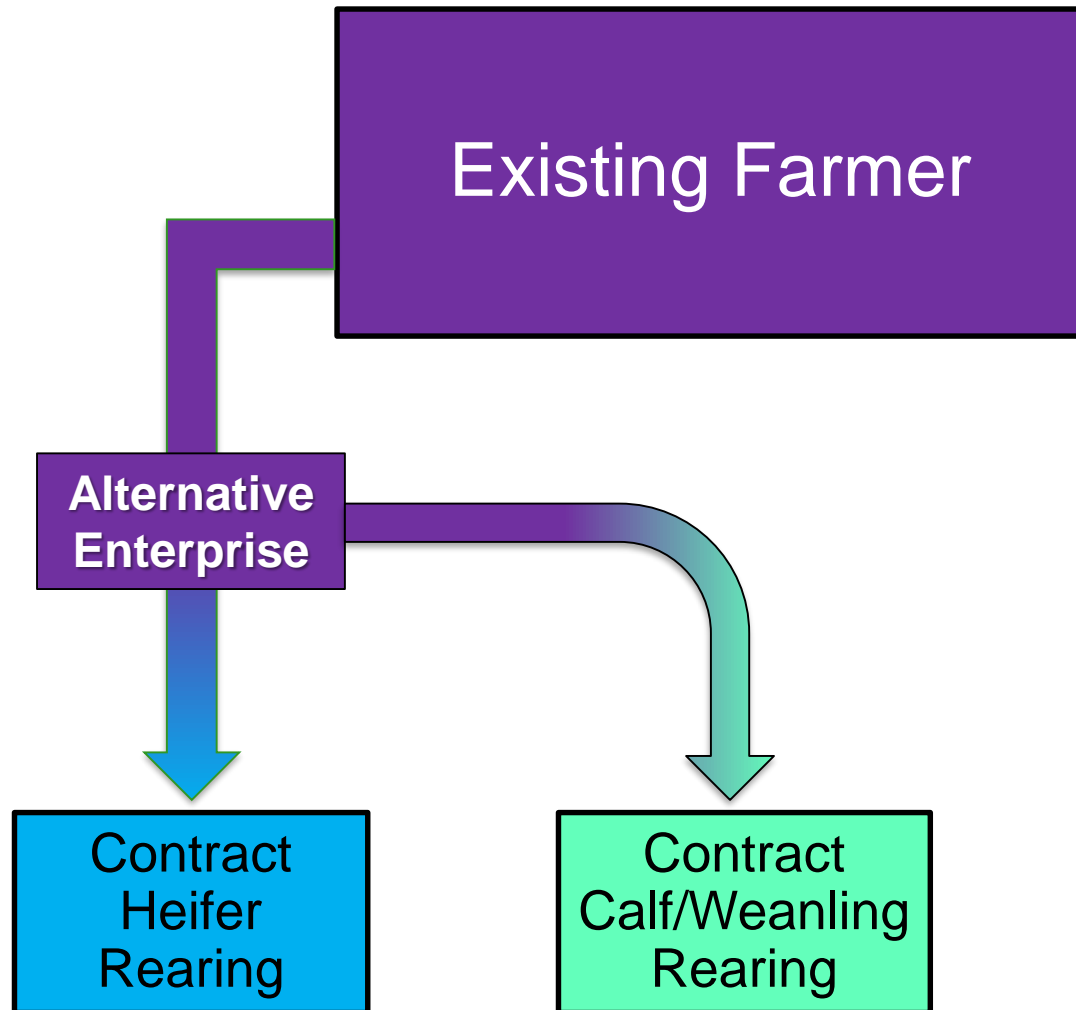 Existing Farmer
Alternative
Enterprise
Contract
Heifer
Rearing
Contract
Calf/Weanling
Rearing